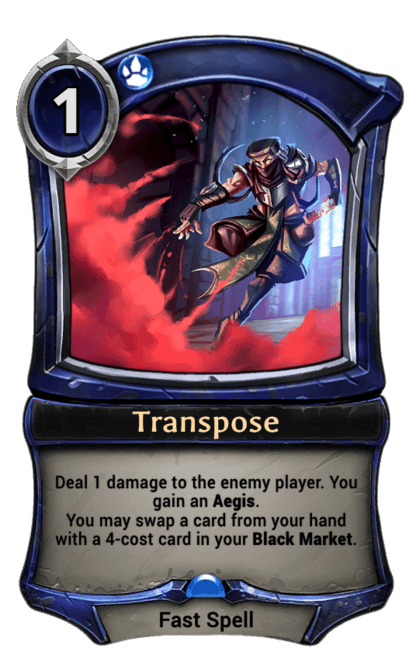 1
Transpose
Deal 1 damage to the enemy player. You
gain an Aegis.
You may swap a card from your hand
with a 4-cost card in your Black Market.
Fast Spell